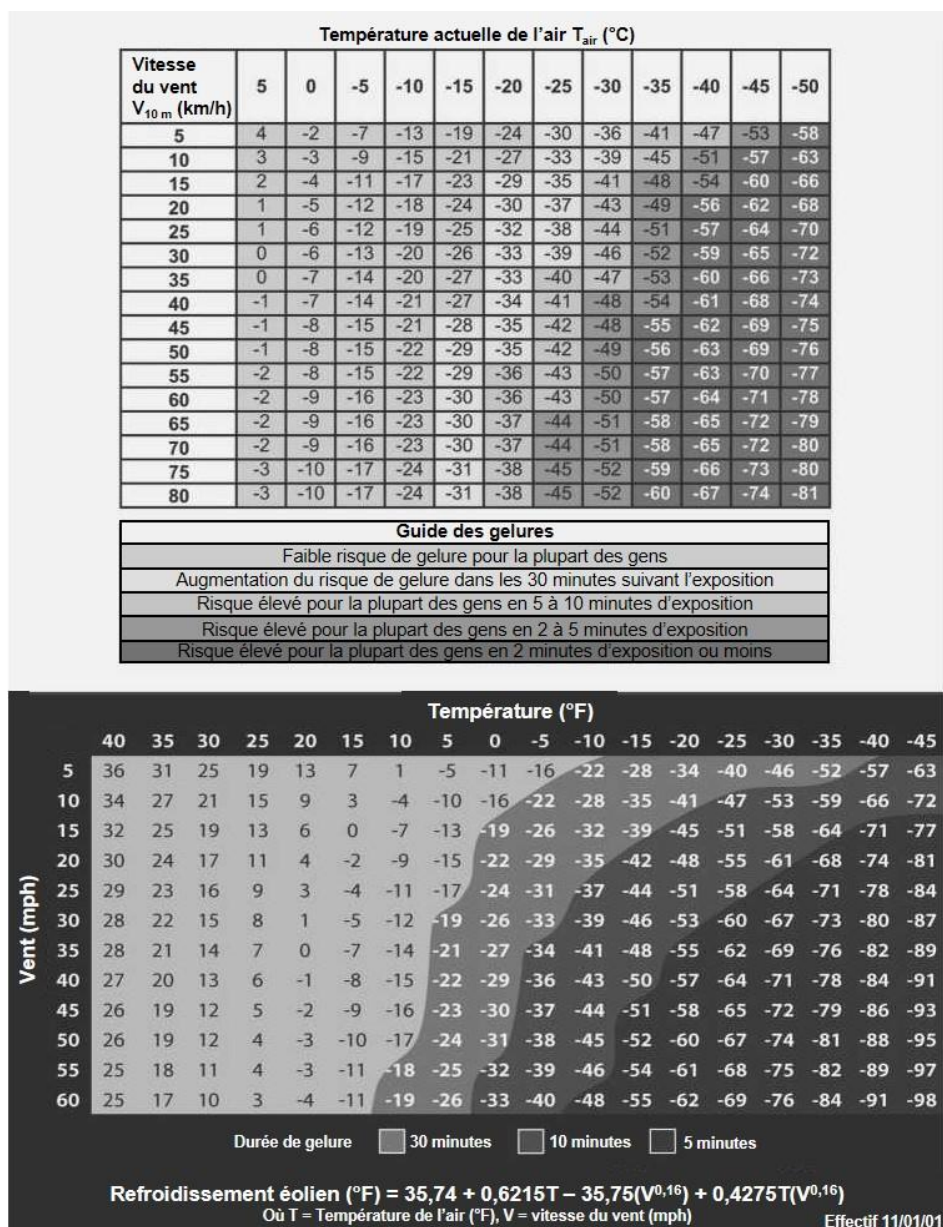 Température actuelle de l'air Tair (°C)
Vitesse du vent V10 m (km/h) 5 0 -5 -10 -15 -20 -25 -30 -35 -40 -45 -50
5 4 -2 -7 -13 -19 -24 -30 -36 -41 -47 -53 -58
10 3 -3 -9 -15 -21 -27 -33 -39 -45 -51 -57 -63
15 2 -4 -11 -17 -23 -29 -35 -41 -48 -54 -60 -66
20 1 -5 -12 -18 -24 -30 -37 -43 -49 -56 -62 -68
25 1 -6 -12 -19 -25 -32 -38 -44 -51 -57 -64 -70
30 0 -6 -13 -20 -26 -33 -39 -46 -52 -59 -65 -72
35 0 -7 -14 -20 -27 -33 -40 -47 -53 -60 -66 -73
40 -1 -7 -14 -21 -27 -34 -41 -48 -54 -61 -68 -74
45 -1 -8 -15 -21 -28 -35 -42 -48 -55 -62 -69 -75
50 -1 -8 -15 -22 -29 -35 -42 -49 -56 -63 -69 -76
55 -2 -8 -15 -22 -29 -36 -43 -50 -57 -63 -70 -77
60 -2 -9 -16 -23 -30 -36 -43 -50 -57 -64 -71 -78
65 -2 -9 -16 -23 -30 -37 -44 -51 -58 -65 -72 -79
70 -2 -9 -16 -23 -30 -37 -44 -51 -58 -65 -72 -80
75 -3 -10 -17 -24 -31 -38 -45 -52 -59 -66 -73 -80
80 -3 -10 -17 -24 -31 -38 -45 -52 -60 -67 -74 -81
Guide des gelures
Faible risque de gelure pour la plupart des gens
Augmentation du risque de gelure dans les 30 minutes suivant l'exposition
Risque élevé pour la plupart des gens en 5 à 10 minutes d'exposition
Risque élevé pour la plupart des gens en 2 à 5 minutes d'exposition
Risque élevé pour la plupart des gens en 2 minutes d'exposition ou moins
Température (°F)
40 35 30 25 20 15 10 5 0 -5 -10 -15 -20 -25 -30 -35 -40 -45
Vent (mph)
5 36 31 25 19 13 7 1 -5 -11 -16 -22 -28 -34 -40 -46 -52 -57 -63
10 34 27 21 15 9 3 -4 -10 -16 -22 -28 -35 -41 -47 -53 -59 -66 -72
15 32 25 19 13 6 0 -7 -13 -19 -26 -32 -39 -45 -51 -58 -64 -71 -77
20 30 24 17 11 4 -2 -9 -15 -22 -29 -35 -42 -48 -55 -61 -68 -74 -81
25 29 23 16 9 3 -4 -11 -17 -24 -31 -37 -44 -51 -58 -64 -71 -78 -84
30 28 22 15 8 1 -5 -12 -19 -26 -33 -39 -46 -53 -60 -67 -73 -80 -87
35 28 21 14 7 0 -7 -14 -21 -27 -34 -41 -48 -55 -62 -69 -76 -82 -89
40 27 20 13 6 -1 -8 -15 -22 -29 -36 -43 -50 -57 -64 -71 -78 -84 -91
45 26 19 12 5 -2 -9 -16 -23 -30 -37 -44 -51 -58 -65 -72 -79 -86 -93
50 26 19 12 4 -3 -10 -17 -24 -31 -38 -45 -52 -60 -67 -74 -81 -88 -95
55 25 18 11 4 -3 -11 -18 -25 -32 -39 -46 -54 -61 -68 -75 -82 -89 -97
60 25 17 10 3 -4 -11 -19 -26 -33 -40 -48 -55 -62 -69 -76 -84 -91 -98
Durée de gelure 30 minutes 10 minutes 5 minutes
Refroidissement éolien (°F) = 35,74 + 0,6215T – 35,75(V0,16) + 0,4275T(V0,16)
Où T = Température de l'air (°F), V = vitesse du vent (mph)
Effectif 11/01/01